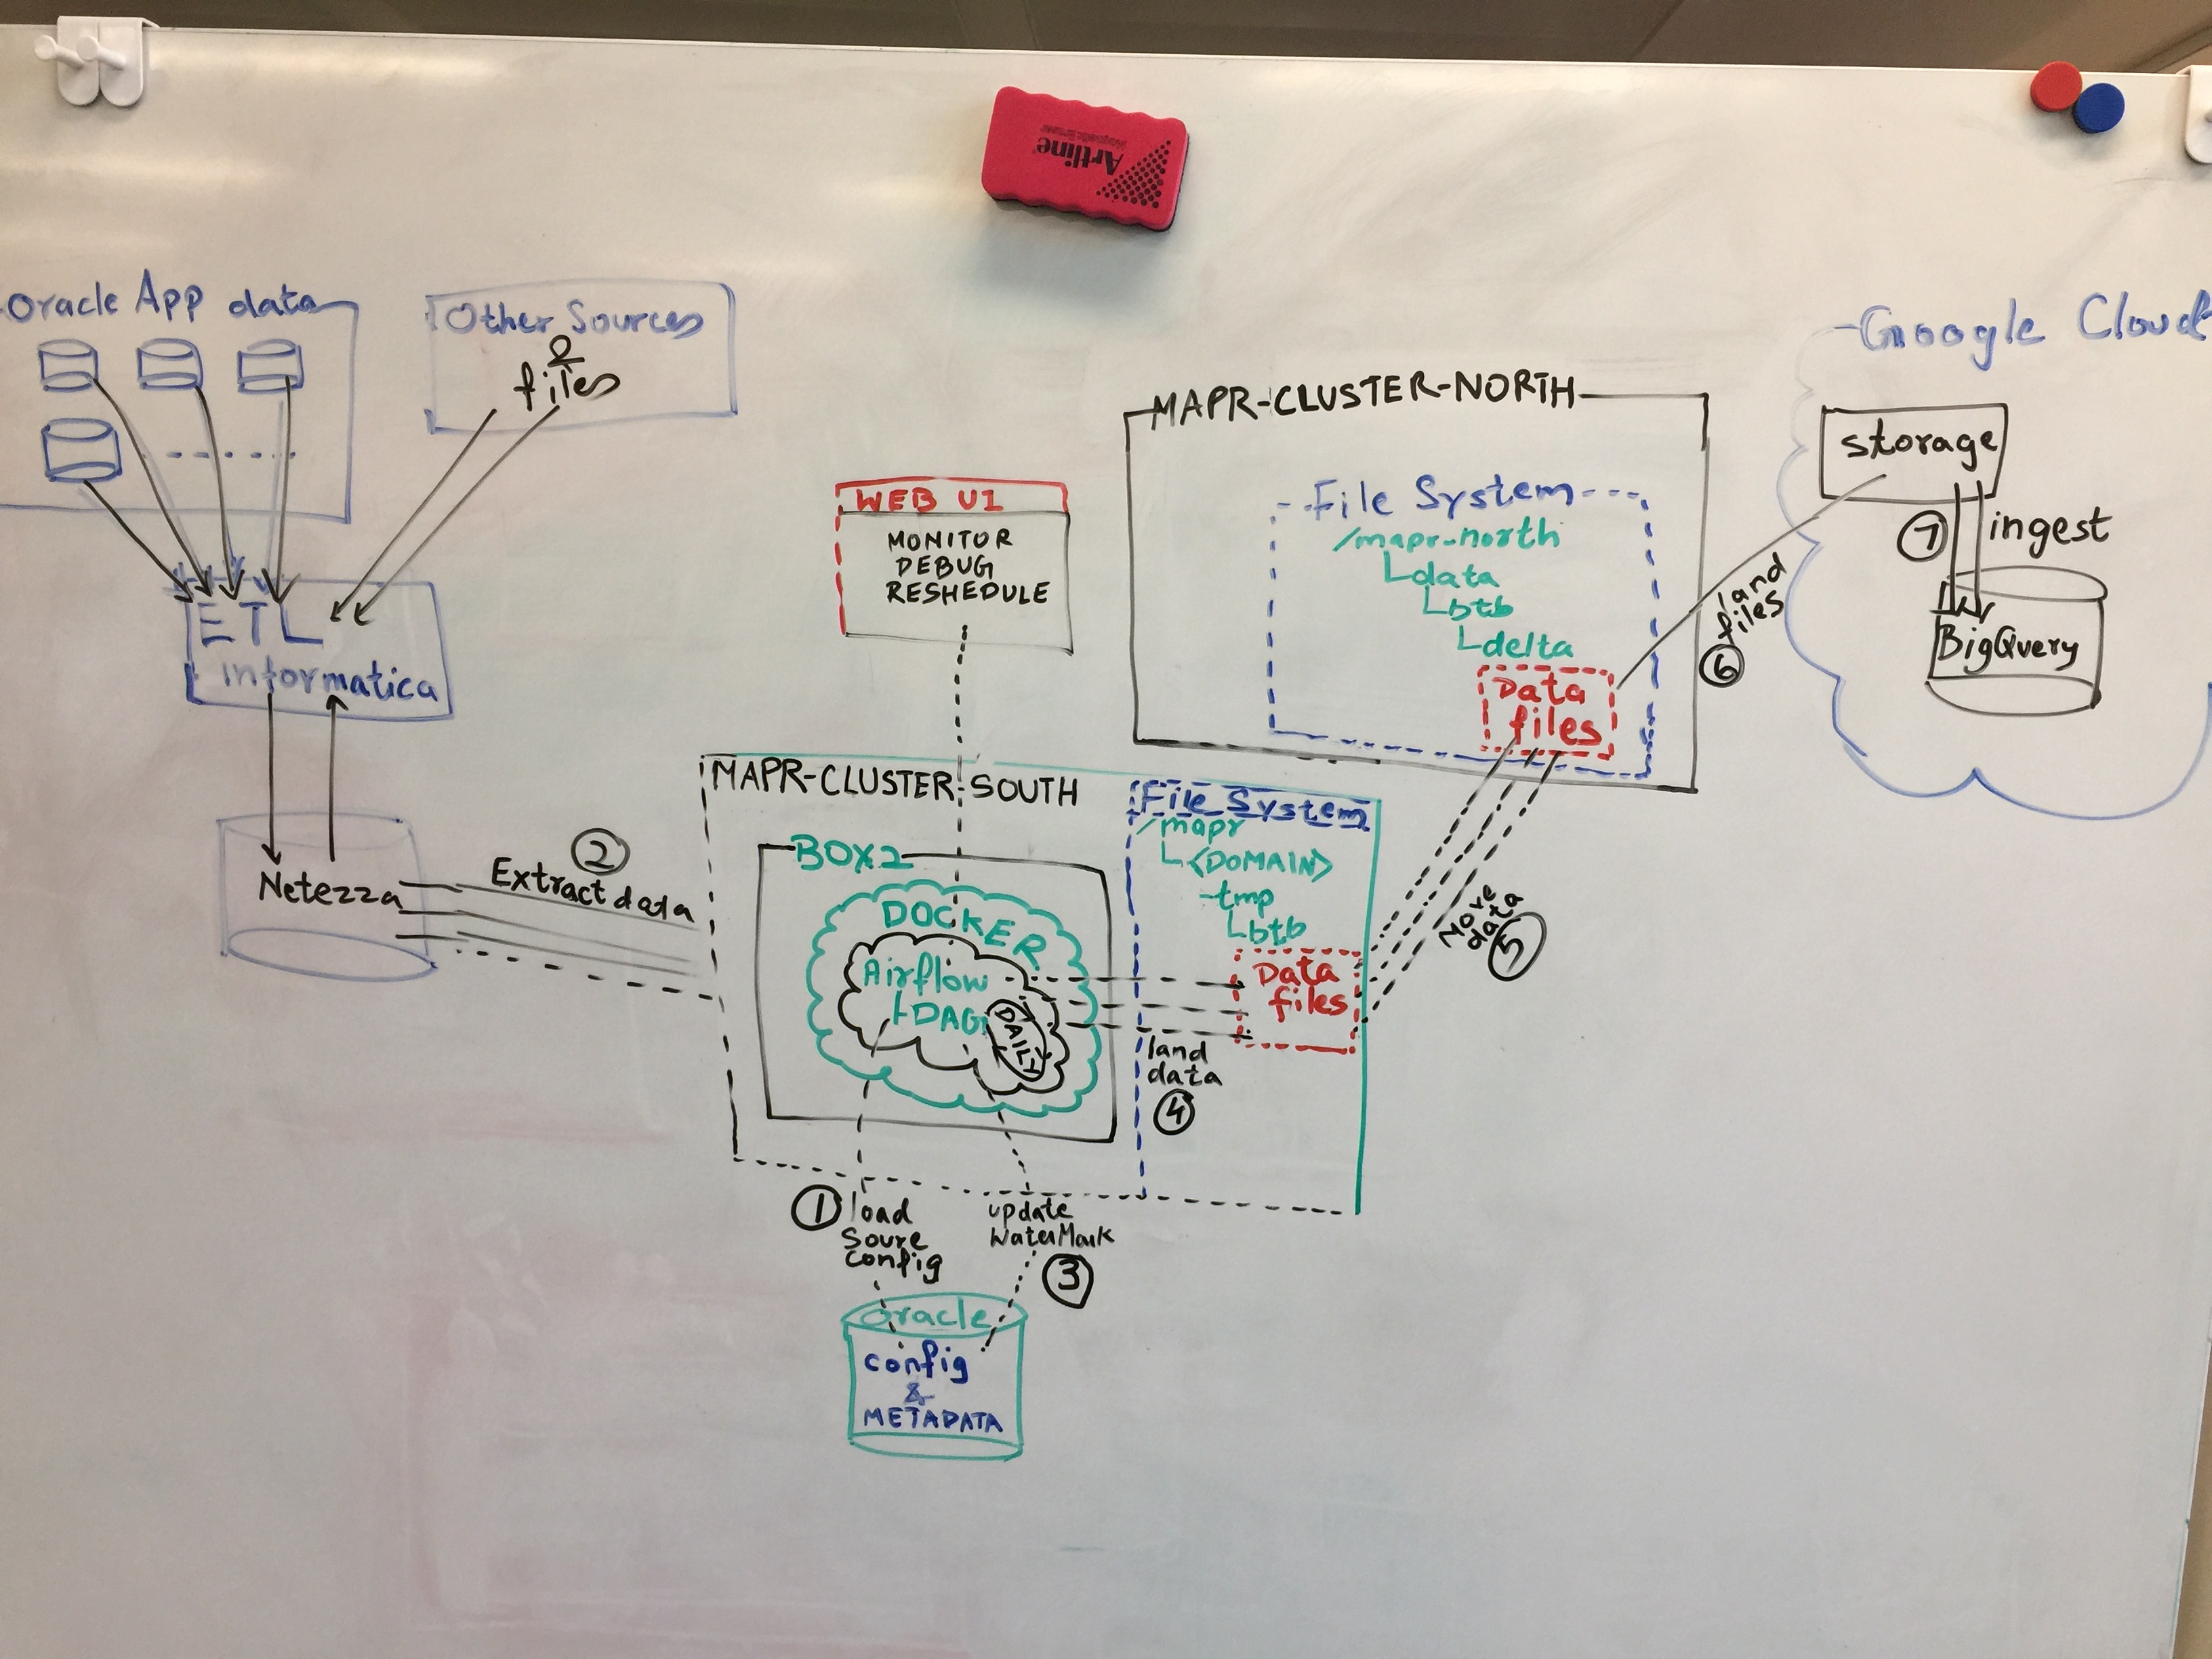 Artline
Oracle App data
Other Sources
&
files
ETL
Informatica
Netezza
2
Extract data
WEB UI
MONITOR
DEBUG
RESHEDULE
MAPR-CLUSTER-NORTH
File System
/mapr-north
data
btb
delta
Data
files
MAPR-CLUSTER-SOUTH
BOX2
DOCKER
Airflow
DAG
DAILY
File System
/mapr
<DOMAIN>
tmp
btb
Data
files
land
data
4
Move
data
5
land
files
6
Google Cloud
storage
7
ingest
BigQuery
1
load
Soure
config
update
WaterMark
3
Oracle
config
&
METADATA